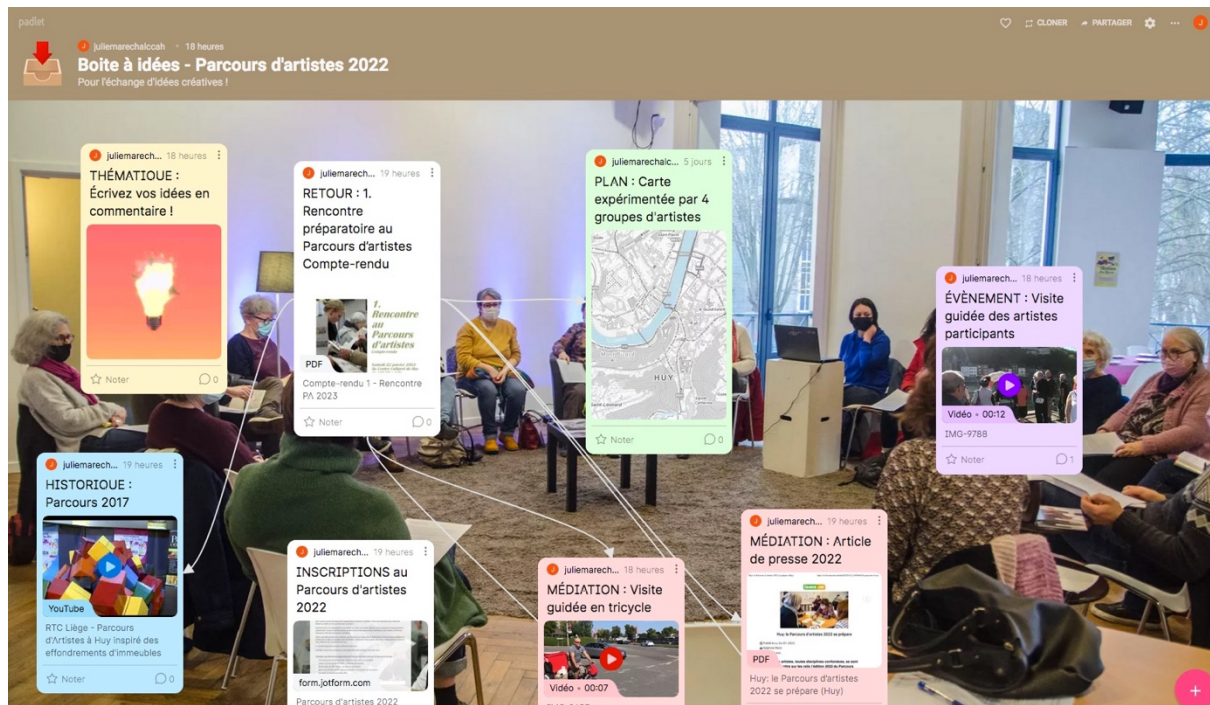 padlet
CLONER
PARTAGER
J
J juliemarechalccah • 18 heures
Boite à idées - Parcours d'artistes 2022
Pour l'échange d'idées créatives !
J juliemarech... 18 heures
THÉMATIQUE :
Écrivez vos idées en
commentaire !
Noter 0
J juliemarech... 19 heures
RETOUR : 1.
Rencontre
préparatoire au
Parcours d'artistes
Compte-rendu
1.
Rencontre
au
Parcours
d'artistes
PDF
Compte-rendu 1 - Rencontre
PA 2023
Noter 0
J juliemarechalc... 5 jours
PLAN : Carte
expérimentée par 4
groupes d'artistes
HUY
Noter 0
J juliemarech... 18 heures
ÉVÈNEMENT : Visite
guidée des artistes
participants
Vidéo • 00:12
IMG-9788
Noter 1
J juliemarech... 19 heures
HISTORIQUE :
Parcours 2017
YouTube
RTC Liège - Parcours
d'Artistes à Huy inspiré des
effondrements d'immeubles
Noter 0
J juliemarech... 19 heures
INSCRIPTIONS au
Parcours d'artistes
2022
form.jotform.com
Parcours d'artistes 2022
J juliemarech... 18 heures
MÉDIATION : Visite
guidée en tricycle
Vidéo • 00:07
J juliemarech... 19 heures
MÉDIATION : Article
de presse 2022
Huy: le Parcours d'artistes 2022 se prépare
PDF
Huy: le Parcours d'artistes
2022 se prépare (Huy)
+